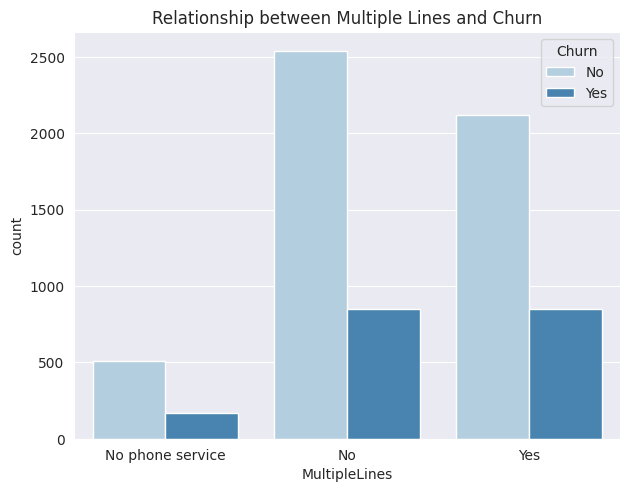 Relationship between Multiple Lines and Churn
Churn
No
Yes
2500
2000
1500
1000
500
0
count
No phone service
No
Yes
MultipleLines